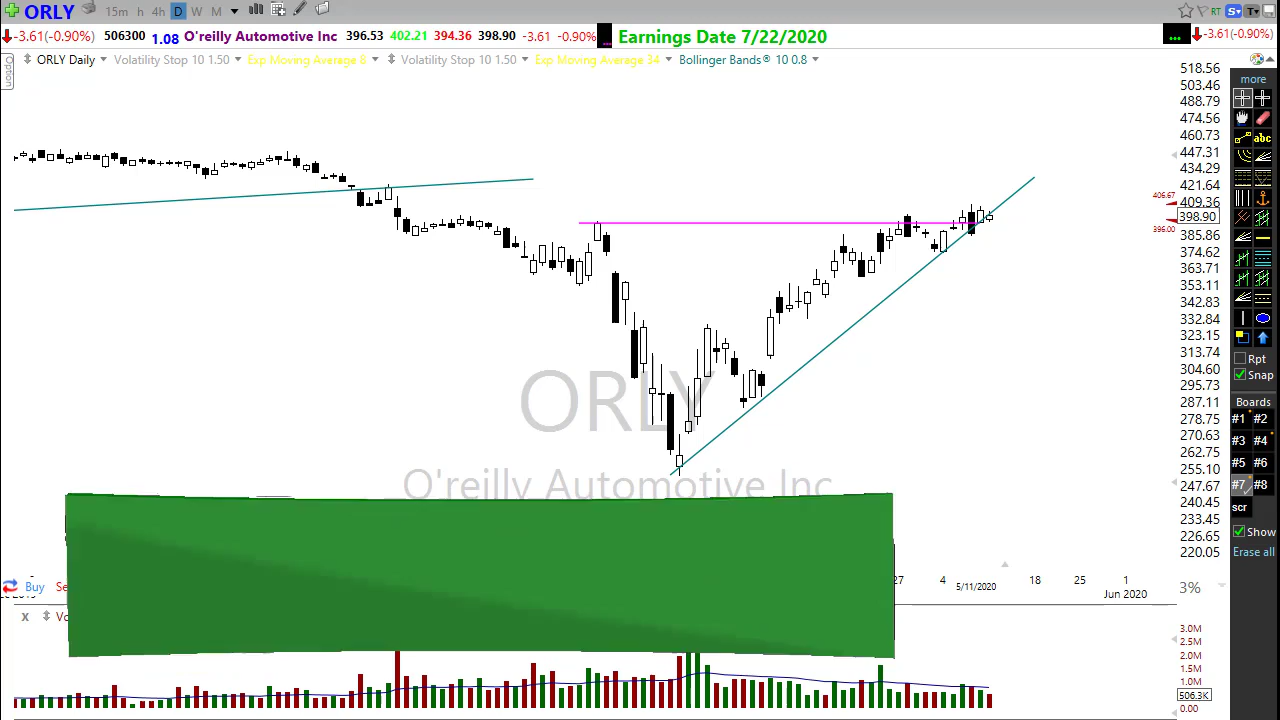 ORLY 15m h 4h D W M RT S T
-3.61(-0.90%) 506300 1.08 O'reilly Automotive Inc 396.53 402.21 394.36 398.90 -3.61 -0.90% ... Earnings Date 7/22/2020 ... -3.61(-0.90%)
Option
ORLY Daily Volatility Stop 10 1.50 Exp Moving Average 8 Volatility Stop 10 1.50 Exp Moving Average 34 Bollinger Bands® 10 0.8
518.56
503.46
488.79
474.56
460.73
447.31
434.29
421.64
406.67
409.36
398.90
396.00
385.86
374.62
363.71
353.11
342.83
332.84
323.15
313.74
304.60
295.73
287.11
278.75
270.63
262.75
255.10
247.67
240.45
233.45
226.65
220.05
ORLY
O'reilly Automotive Inc
more
abc
Rpt
Snap
Boards
#1 #2
#3 #4
#5 #6
#7 #8
scr
Show
Erase all
Buy Se
27 4 5/11/2020 18 25 1
Jun 2020
3%
x Vo
3.0M
2.5M
2.0M
1.5M
1.0M
506.3K
0.00